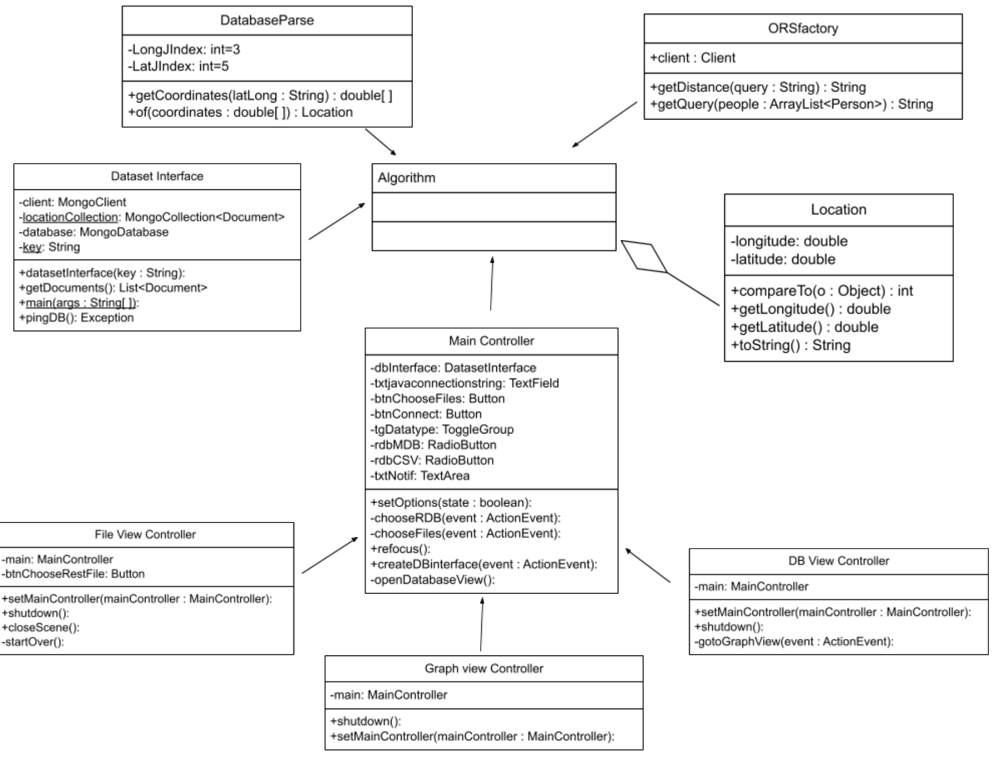 DatabaseParse
-LongJIndex: int=3
-LatJIndex: int=5
+getCoordinates(latLong : String) : double[ ]
+of(coordinates : double[ ]) : Location
ORSfactory
+client : Client
+getDistance(query : String) : String
+getQuery(people : ArrayList<Person>) : String
Dataset Interface
-client: MongoClient
-locationCollection: MongoCollection<Document>
-database: MongoDatabase
-key: String
+datasetInterface(key : String):
+getDocuments(): List<Document>
+main(args : String[ ]):
+pingDB(): Exception
Algorithm
Location
-longitude: double
-latitude: double
+compareTo(o : Object) : int
+getLongitude() : double
+getLatitude() : double
+toString() : String
Main Controller
-dbInterface: DatasetInterface
-txtjavaconnectionstring: TextField
-btnChooseFiles: Button
-btnConnect: Button
-tgDatatype: ToggleGroup
-rdbMDB: RadioButton
-rdbCSV: RadioButton
-txtNotif: TextArea
+setOptions(state : boolean):
-chooseRDB(event : ActionEvent):
-chooseFiles(event : ActionEvent):
+refocus():
+createDBinterface(event : ActionEvent):
-openDatabaseView():
File View Controller
-main: MainController
-btnChooseRestFile: Button
+setMainController(mainController : MainController):
+shutdown():
+closeScene():
-startOver():
DB View Controller
-main: MainController
+setMainController(mainController : MainController):
+shutdown():
-gotoGraphView(event : ActionEvent):
Graph view Controller
-main: MainController
+shutdown():
+setMainController(mainController : MainController):